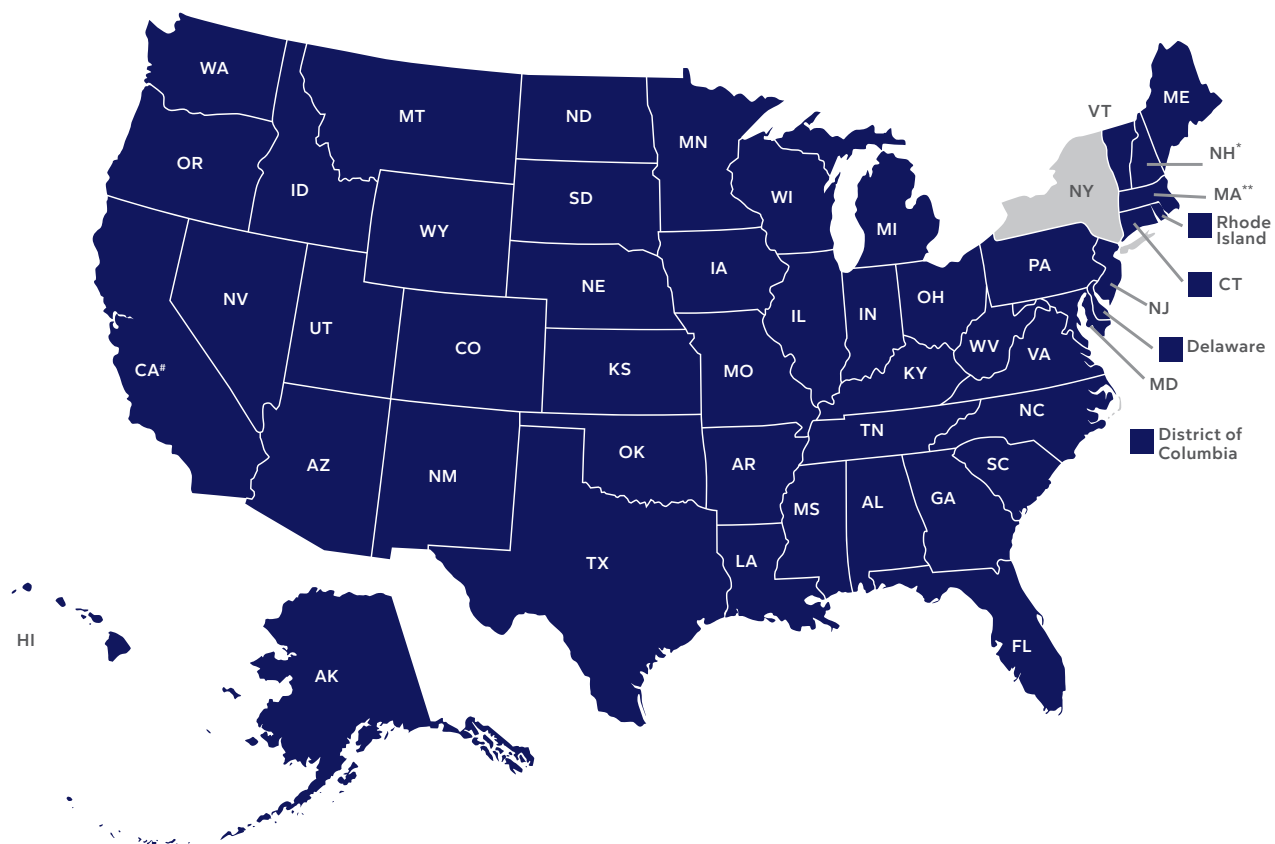 WA
MT
ND
MN
VT
ME
OR
ID
SD
WI
MI
NY
NH*
MA**
Rhode
Island
WY
IA
PA
CT
NV
NE
OH
NJ
UT
CO
IL
IN
WV
VA
Delaware
CA#
KS
MO
KY
MD
NC
TN
District of
Columbia
AZ
NM
OK
AR
SC
MS
AL
GA
TX
LA
HI
AK
FL